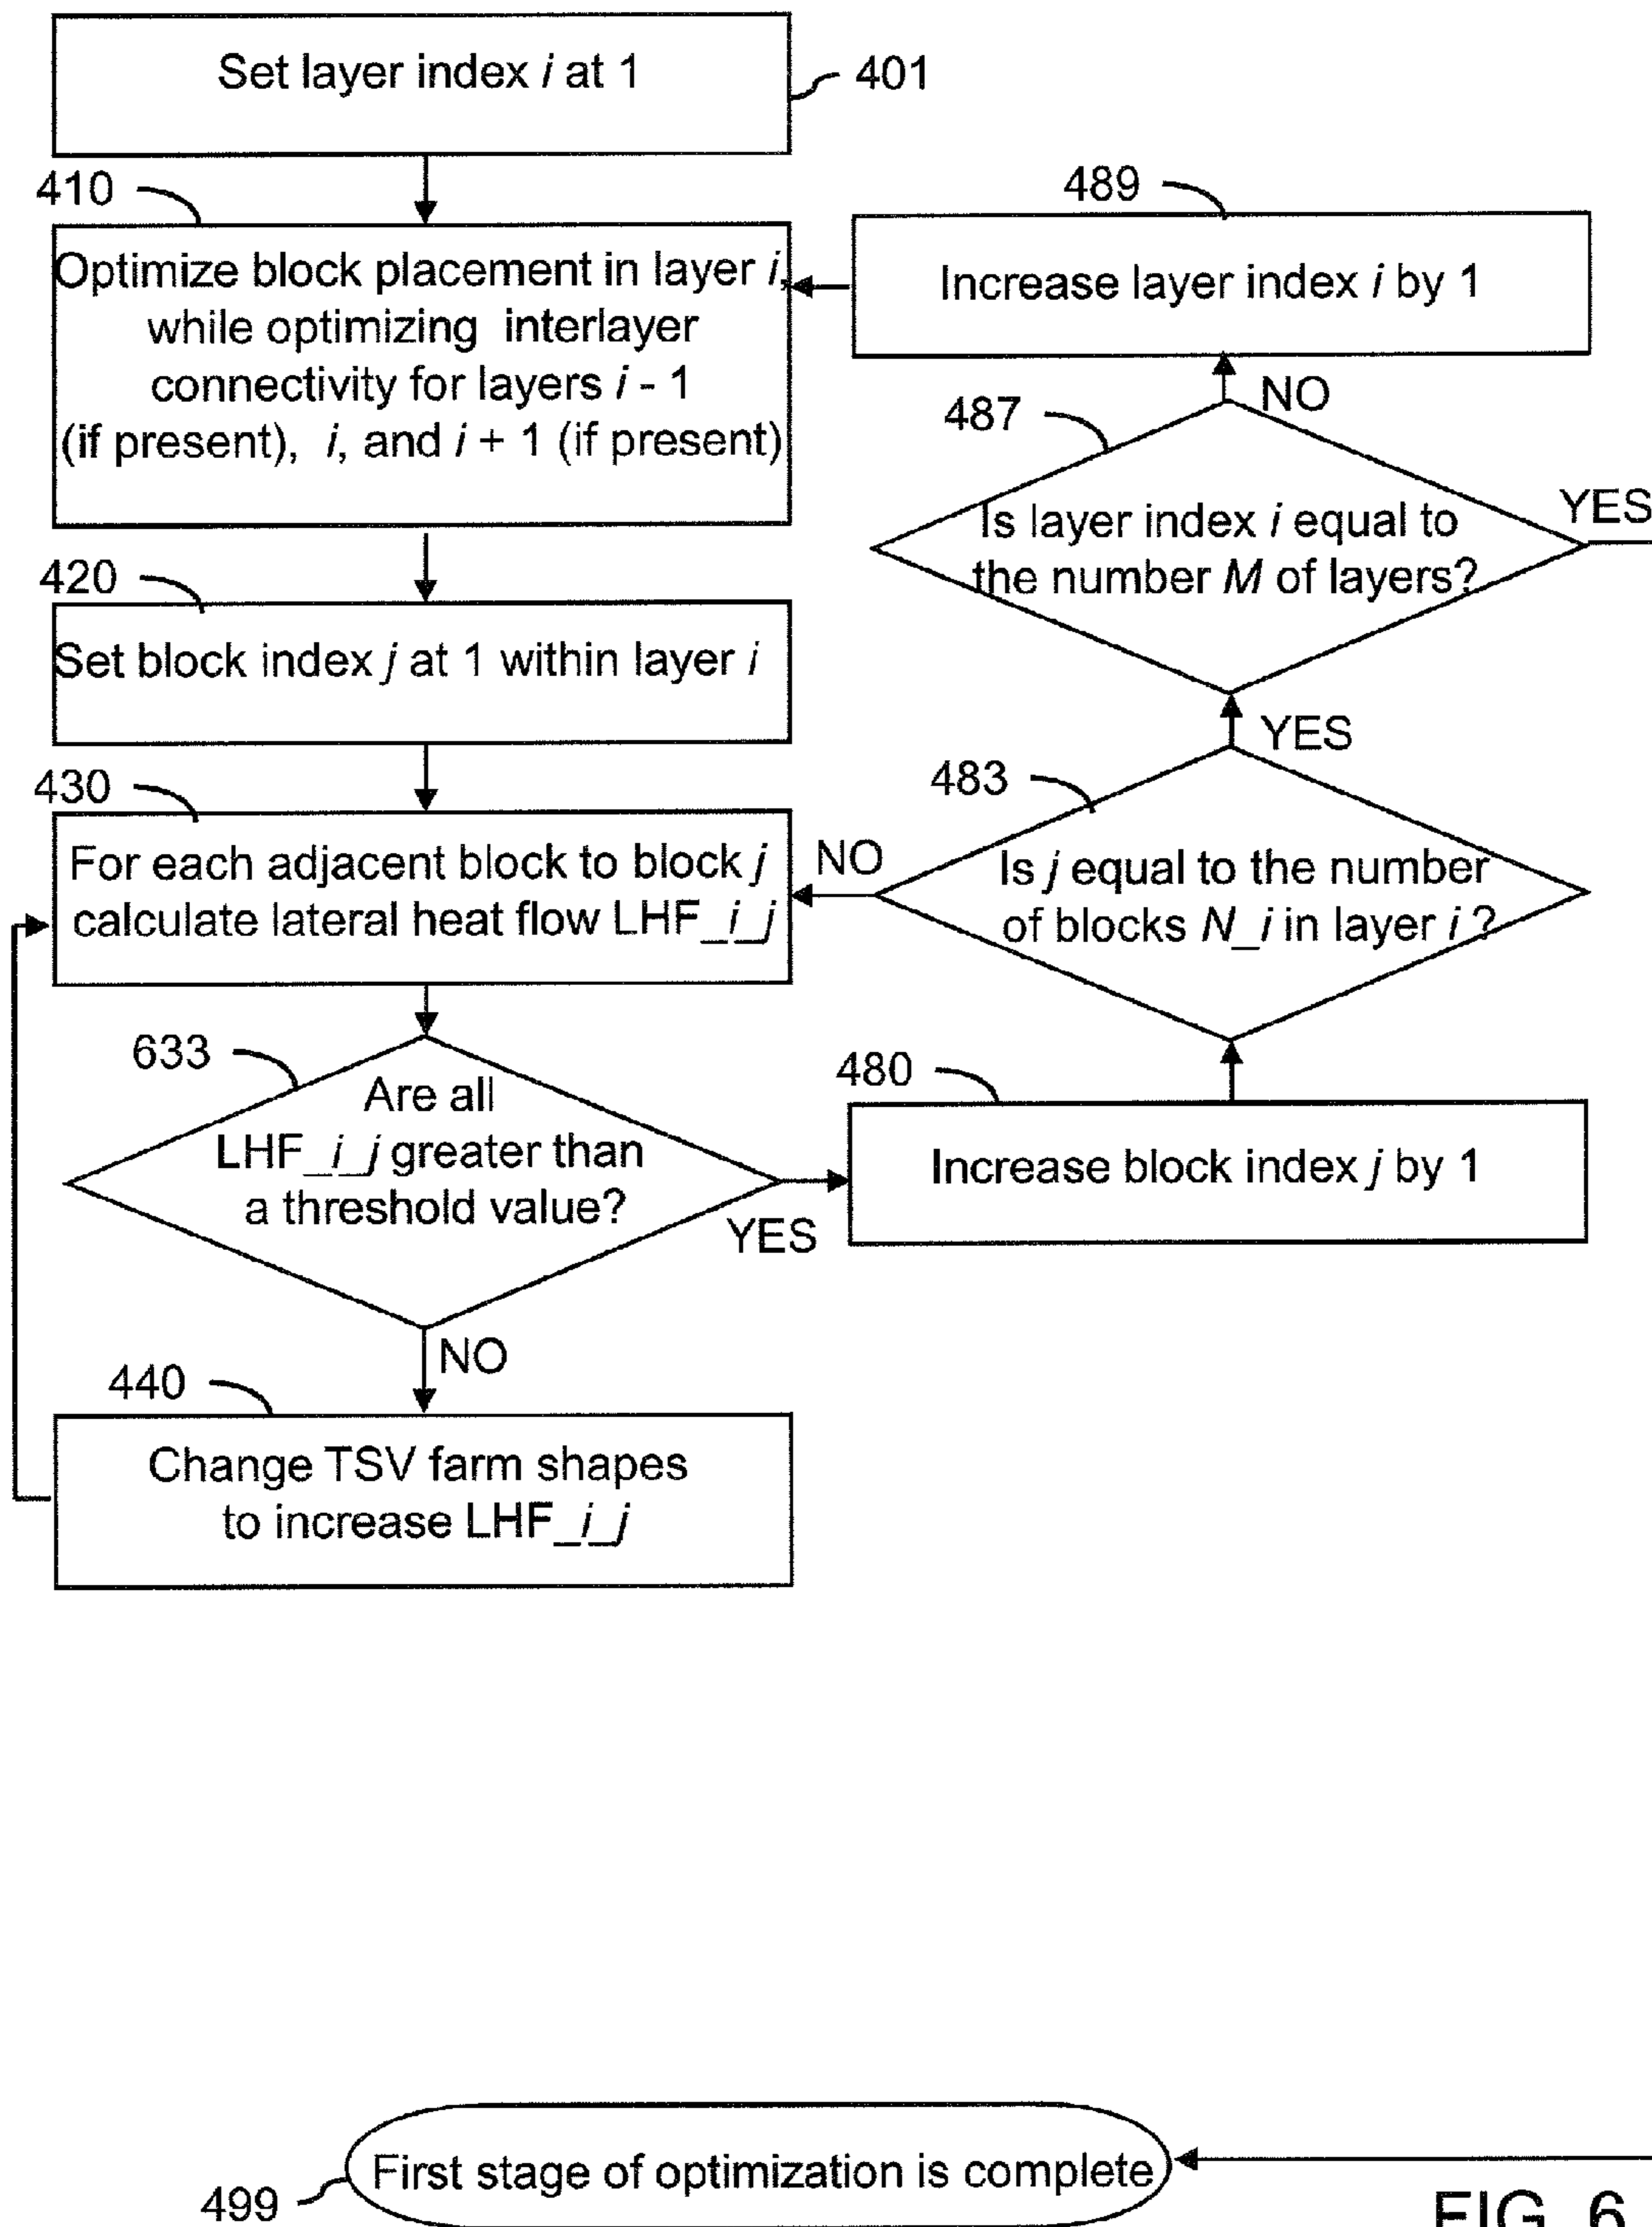 Set layer index i at 1
401
410
Optimize block placement in layer i,
while optimizing interlayer
connectivity for layers i - 1
(if present), i, and i + 1 (if present)
489
Increase layer index i by 1
NO
487
Is layer index i equal to
the number M of layers?
YES
420
Set block index j at 1 within layer i
YES
430
For each adjacent block to block j
calculate lateral heat flow LHF_i_j
NO
483
Is j equal to the number
of blocks N_i in layer i ?
633
Are all
LHF_i_j greater than
a threshold value?
YES
480
Increase block index j by 1
NO
440
Change TSV farm shapes
to increase LHF_i_j
First stage of optimization is complete
499
FIG. 6